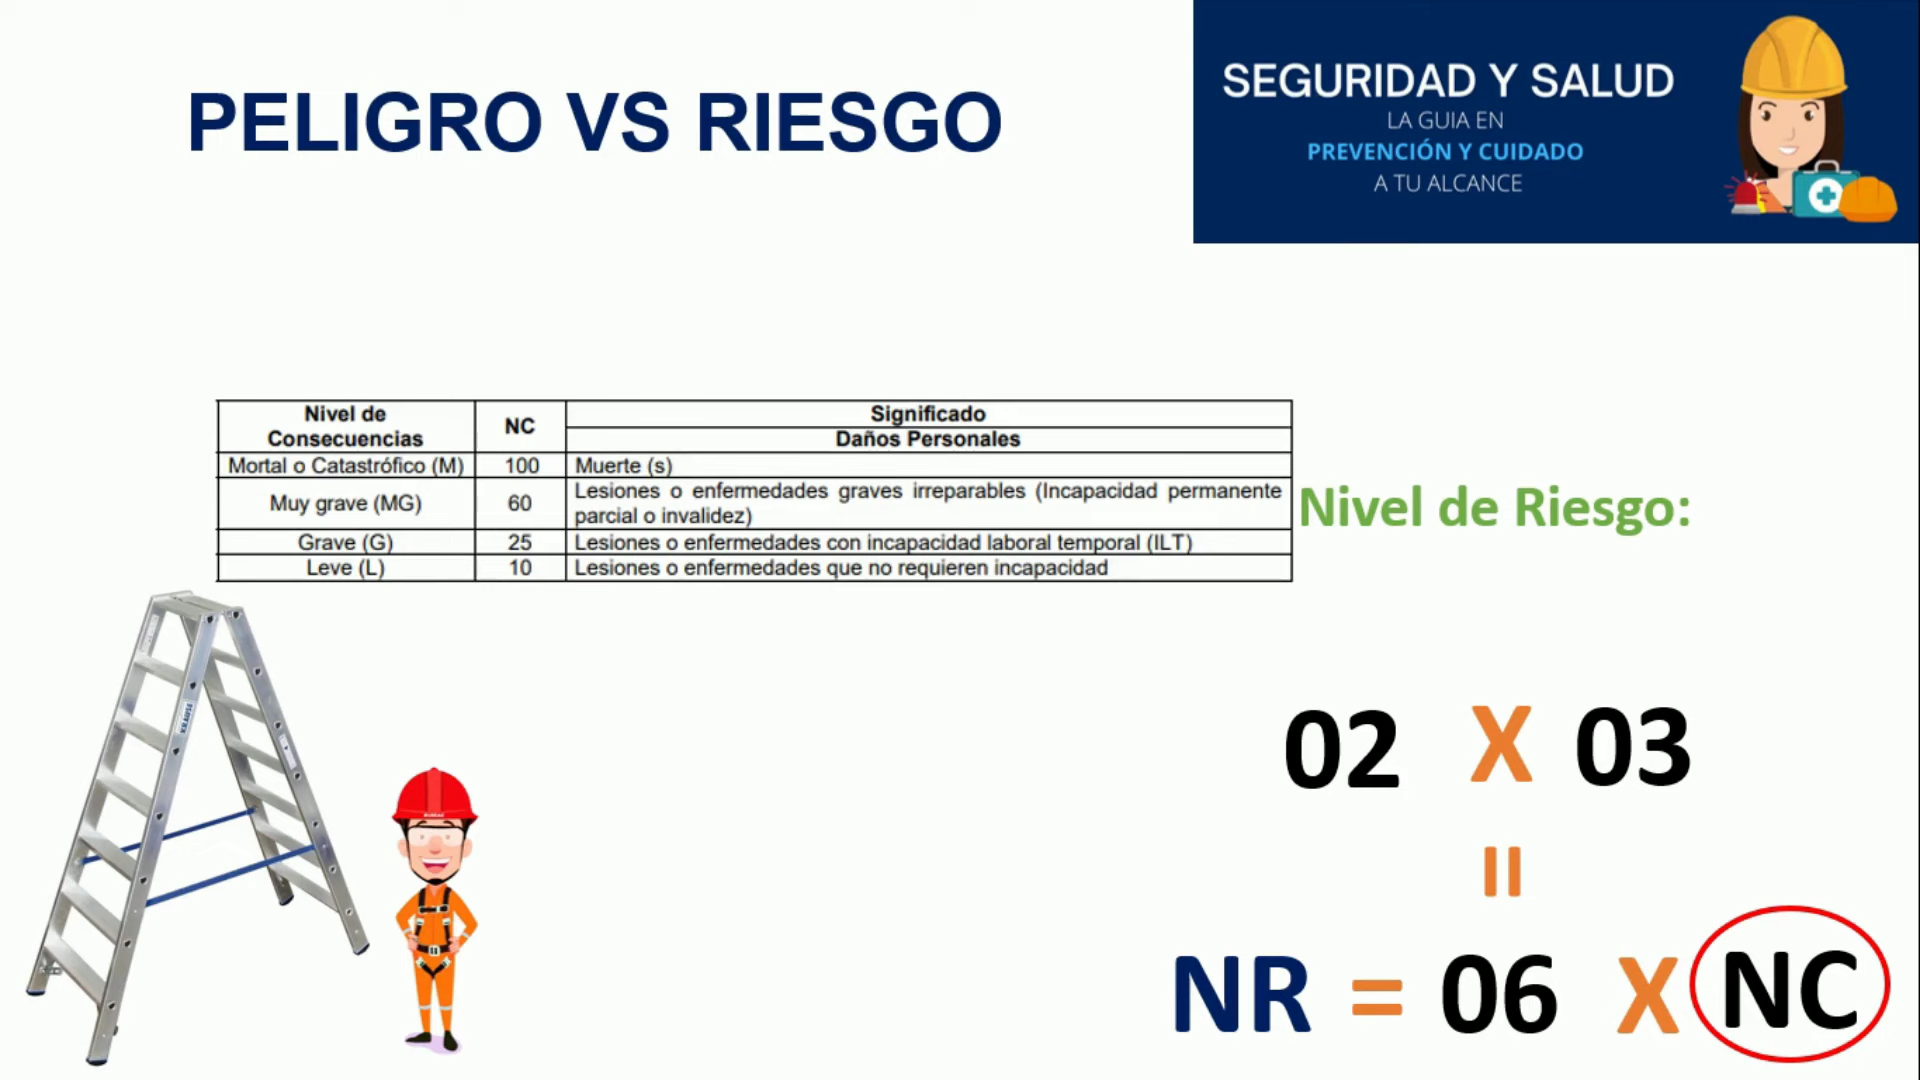 PELIGRO VS RIESGO
SEGURIDAD Y SALUD
LA GUIA EN
PREVENCIÓN Y CUIDADO
A TU ALCANCE
Nivel de Consecuencias NC Significado
Daños Personales
Mortal o Catastrófico (M) 100 Muerte (s)
Muy grave (MG) 60 Lesiones o enfermedades graves irreparables (Incapacidad permanente
parcial o invalidez)
Grave (G) 25 Lesiones o enfermedades con incapacidad laboral temporal (ILT)
Leve (L) 10 Lesiones o enfermedades que no requieren incapacidad
Nivel de Riesgo:
KRAUSE
02 X 03
=
NR = 06 X NC